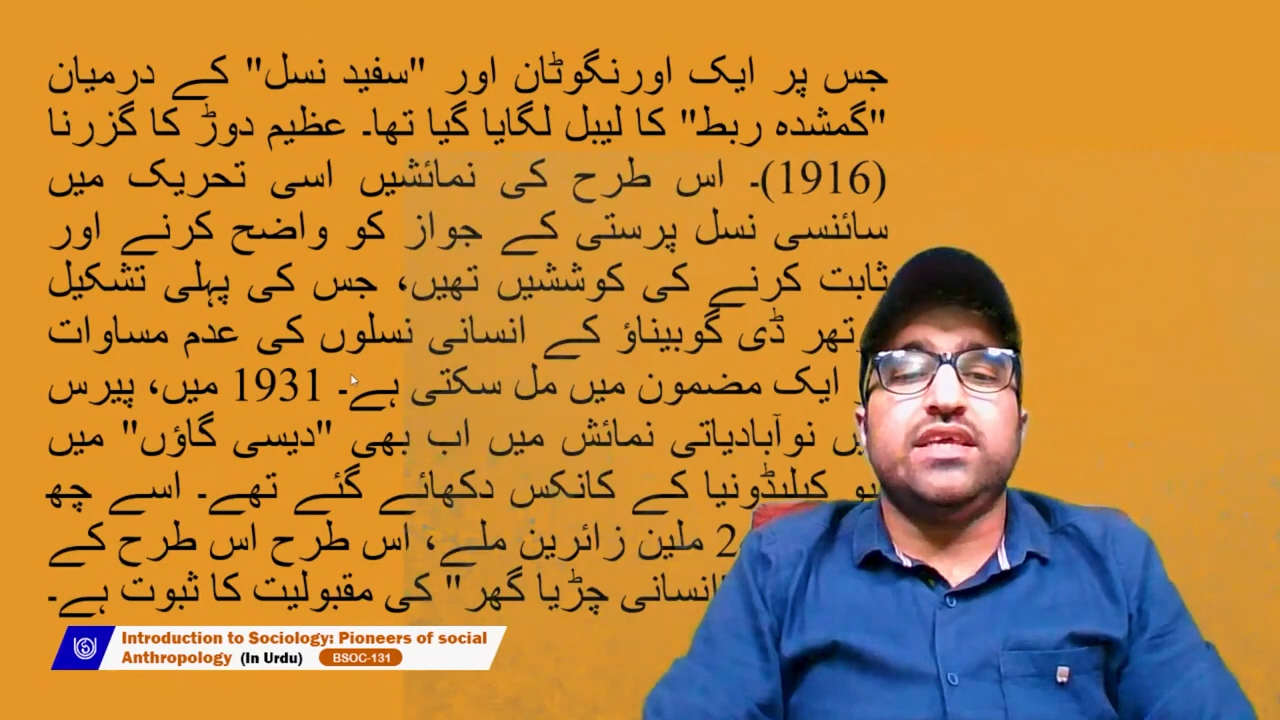 جس پر ایک اورنگوٹان اور "سفید نسل" کے درمیان
"گمشدہ ربط" کا لیبل لگایا گیا تھا۔ عظیم دوڑ کا گزرنا
(1916)۔ اس طرح کی نمائشیں اسی تحریک میں
سائنسی نسل پرستی کے جواز کو واضح کرنے اور
ثابت کرنے کی کوششیں تھیں، جس کی پہلی تشکیل
ڈی گوبیناؤ کے انسانی نسلوں کی عدم مساوات
ایک مضمون میں مل سکتی ہے۔ 1931 میں، پیرس
نوآبادیاتی نمائش میں اب بھی "دیسی گاؤں" میں
کیلیڈونیا کے کانکس دکھائے گئے تھے۔ اسے چھ
ملین زائرین ملے، اس طرح اس طرح کے
انسانی چڑیا گھر" کی مقبولیت کا ثبوت ہے۔
Introduction to Sociology: Pioneers of social
Anthropology (In Urdu) BSOC-131